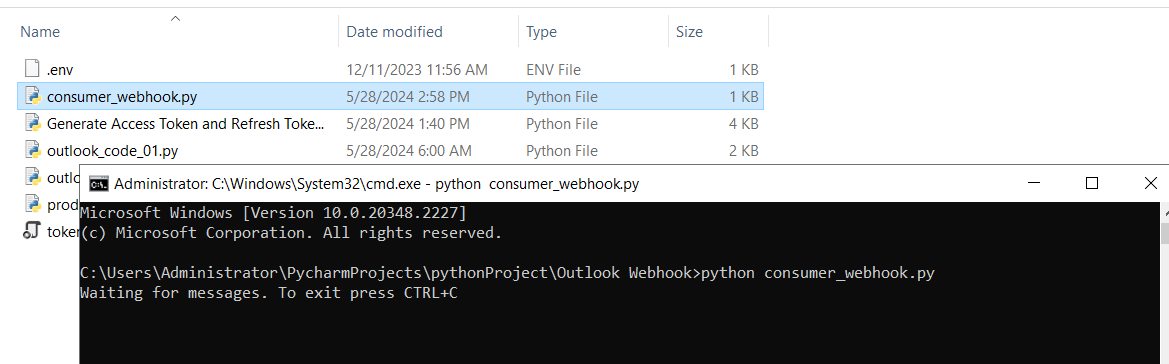 Name Date modified Type Size
.env 12/11/2023 11:56 AM ENV File 1 KB
consumer_webhook.py 5/28/2024 2:58 PM Python File 1 KB
Generate Access Token and Refresh Toke... 5/28/2024 1:40 PM Python File 4 KB
outlook_code_01.py 5/28/2024 6:00 AM Python File 2 KB
outlo
prod
token
Administrator: C:\Windows\System32\cmd.exe - python  consumer_webhook.py
Microsoft Windows [Version 10.0.20348.2227]
(c) Microsoft Corporation. All rights reserved.
C:\Users\Administrator\PycharmProjects\pythonProject\Outlook Webhook>python consumer_webhook.py
Waiting for messages. To exit press CTRL+C